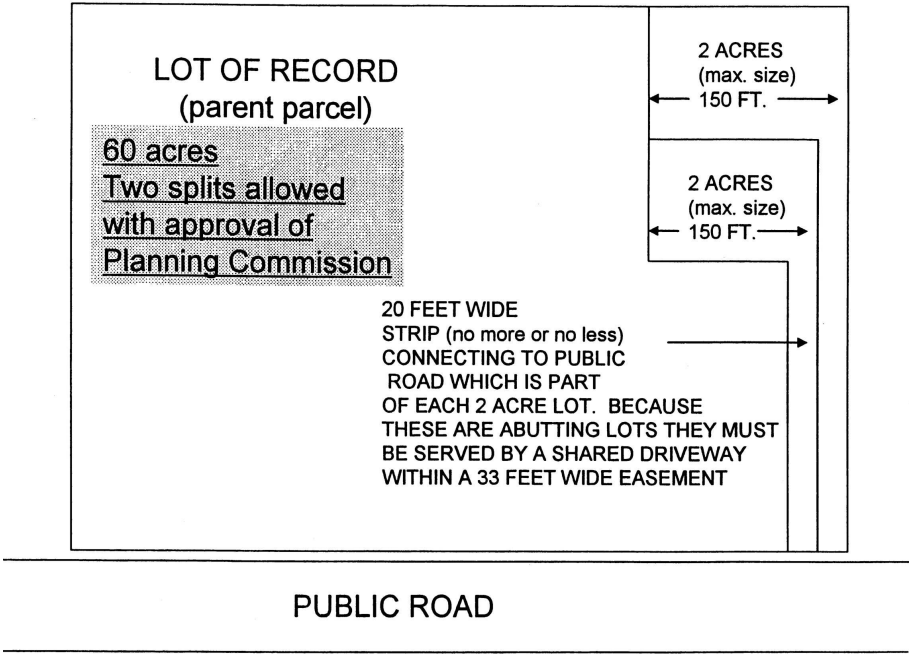 LOT OF RECORD
(parent parcel)
60 acres
Two splits allowed
with approval of
Planning Commission
2 ACRES
(max. size)
150 FT.
2 ACRES
(max. size)
150 FT.
20 FEET WIDE
STRIP (no more or no less)
CONNECTING TO PUBLIC
ROAD WHICH IS PART
OF EACH 2 ACRE LOT. BECAUSE
THESE ARE ABUTTING LOTS THEY MUST
BE SERVED BY A SHARED DRIVEWAY
WITHIN A 33 FEET WIDE EASEMENT
PUBLIC ROAD